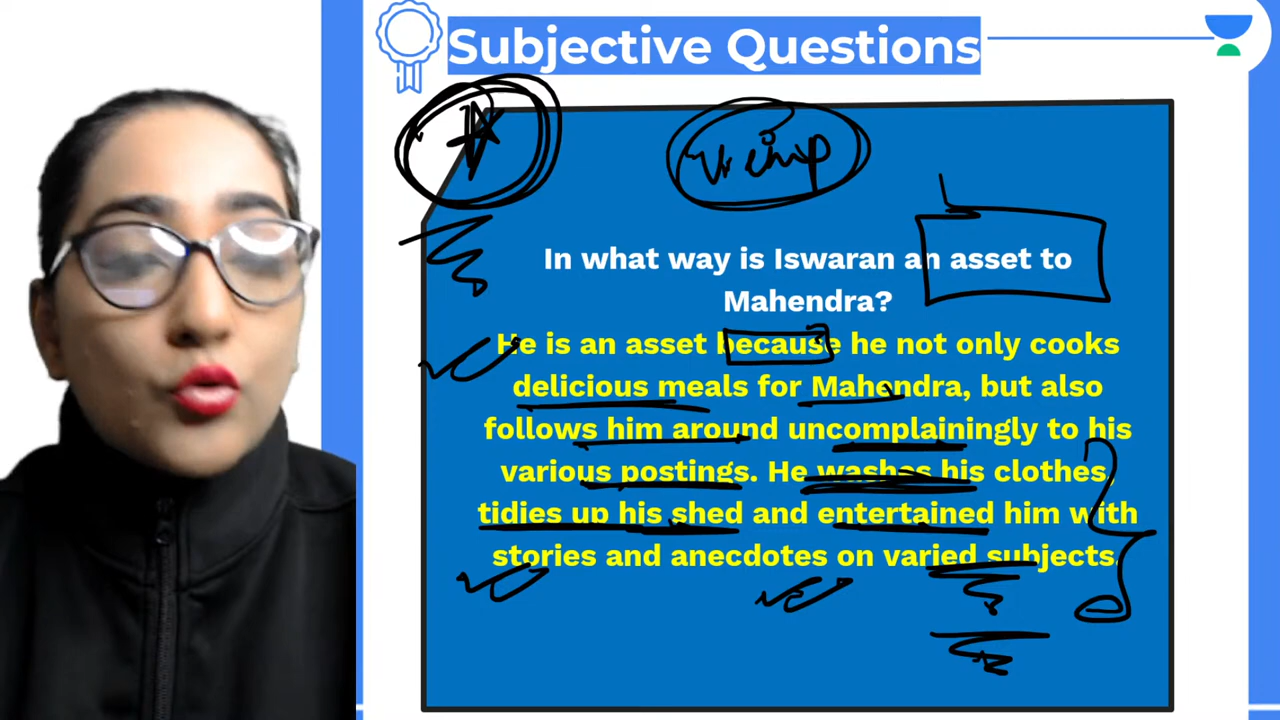 Subjective Questions
V. imp
In what way is Iswaran an asset to
Mahendra?
He is an asset because he not only cooks
delicious meals for Mahendra, but also
follows him around uncomplainingly to his
various postings. He washes his clothes,
tidies up his shed and entertained him with
stories and anecdotes on varied subjects.